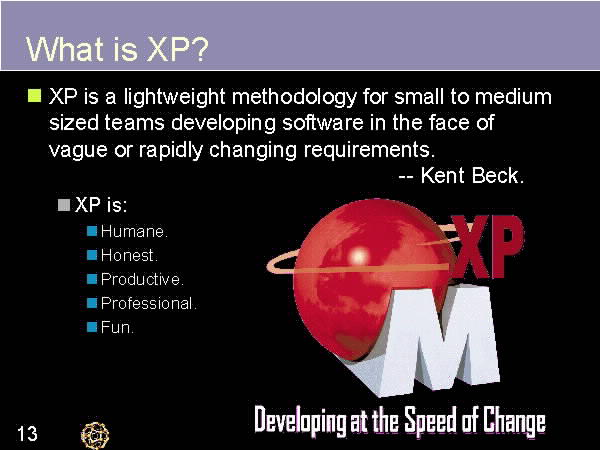 What is XP?
XP is a lightweight methodology for small to medium
sized teams developing software in the face of
vague or rapidly changing requirements.
-- Kent Beck.
XP is:
Humane.
Honest.
Productive.
Professional.
Fun.
XP
M
Developing at the Speed of Change
13